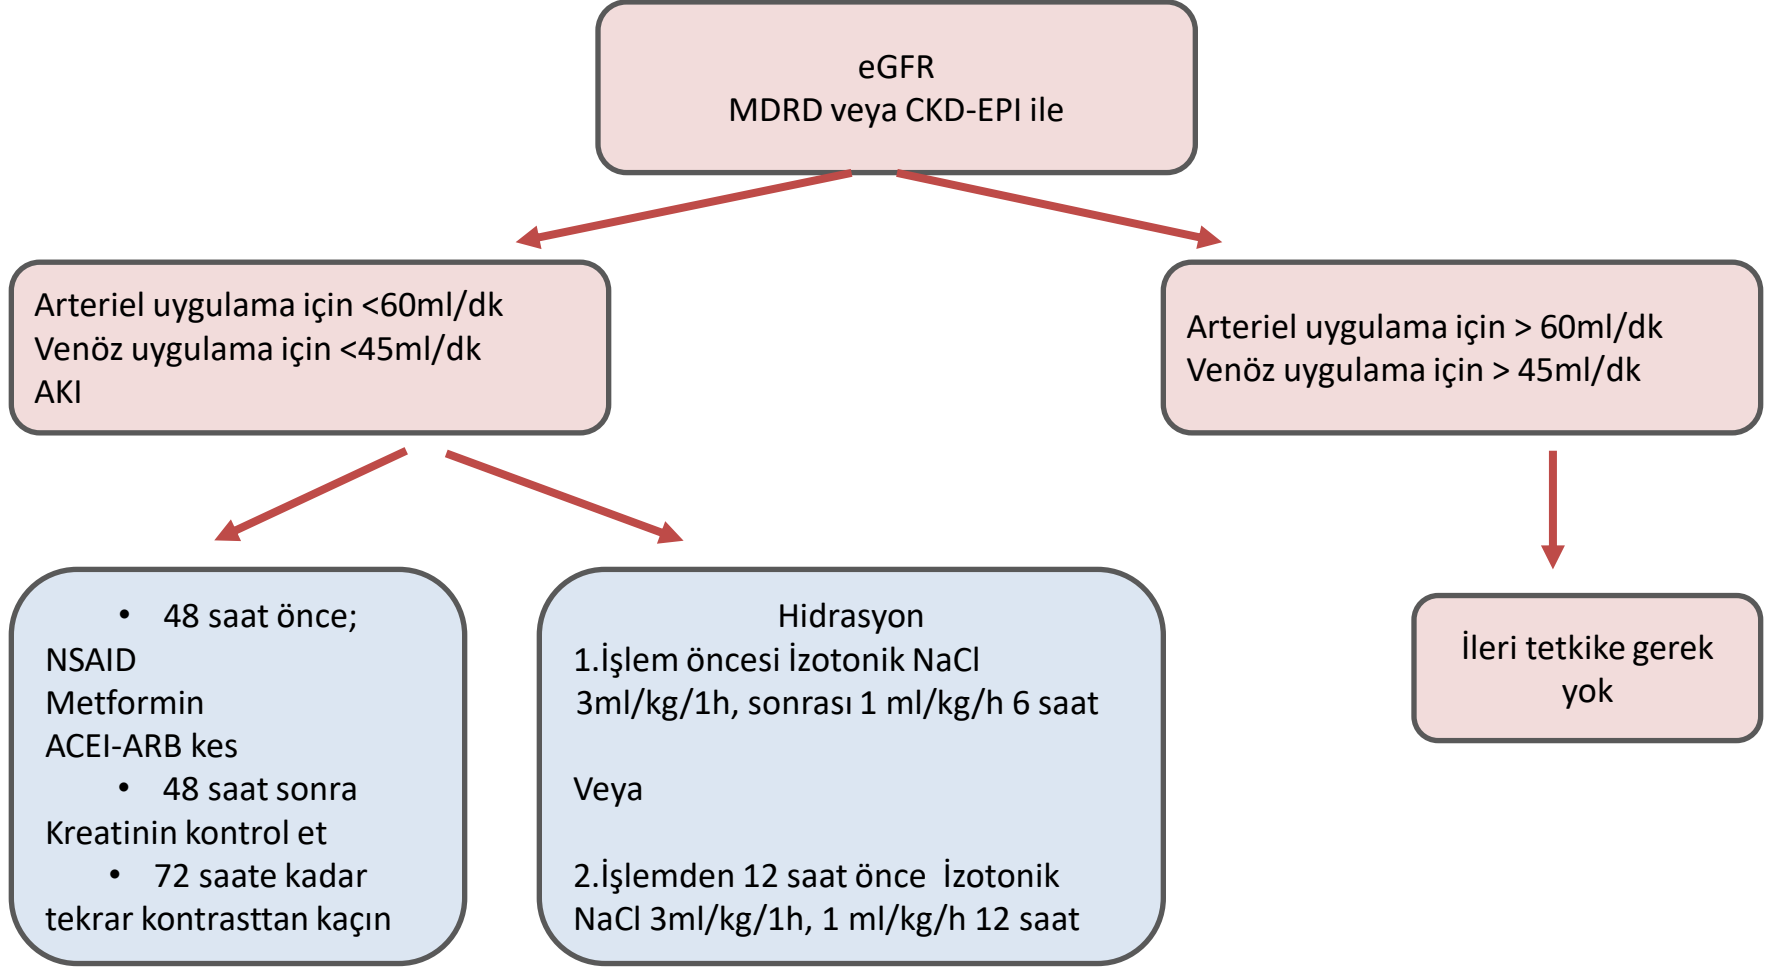 eGFR
MDRD veya CKD-EPI ile
Arteriel uygulama için <60ml/dk
Venöz uygulama için <45ml/dk
AKI
Arteriel uygulama için > 60ml/dk
Venöz uygulama için > 45ml/dk
• 48 saat önce;
NSAID
Metformin
ACEI-ARB kes
• 48 saat sonra
Kreatinin kontrol et
• 72 saate kadar
tekrar kontrasttan kaçın
Hidrasyon
1.İşlem öncesi İzotonik NaCl
3ml/kg/1h, sonrası 1 ml/kg/h 6 saat
Veya
2.İşlemden 12 saat önce İzotonik
NaCl 3ml/kg/1h, 1 ml/kg/h 12 saat
İleri tetkike gerek
yok